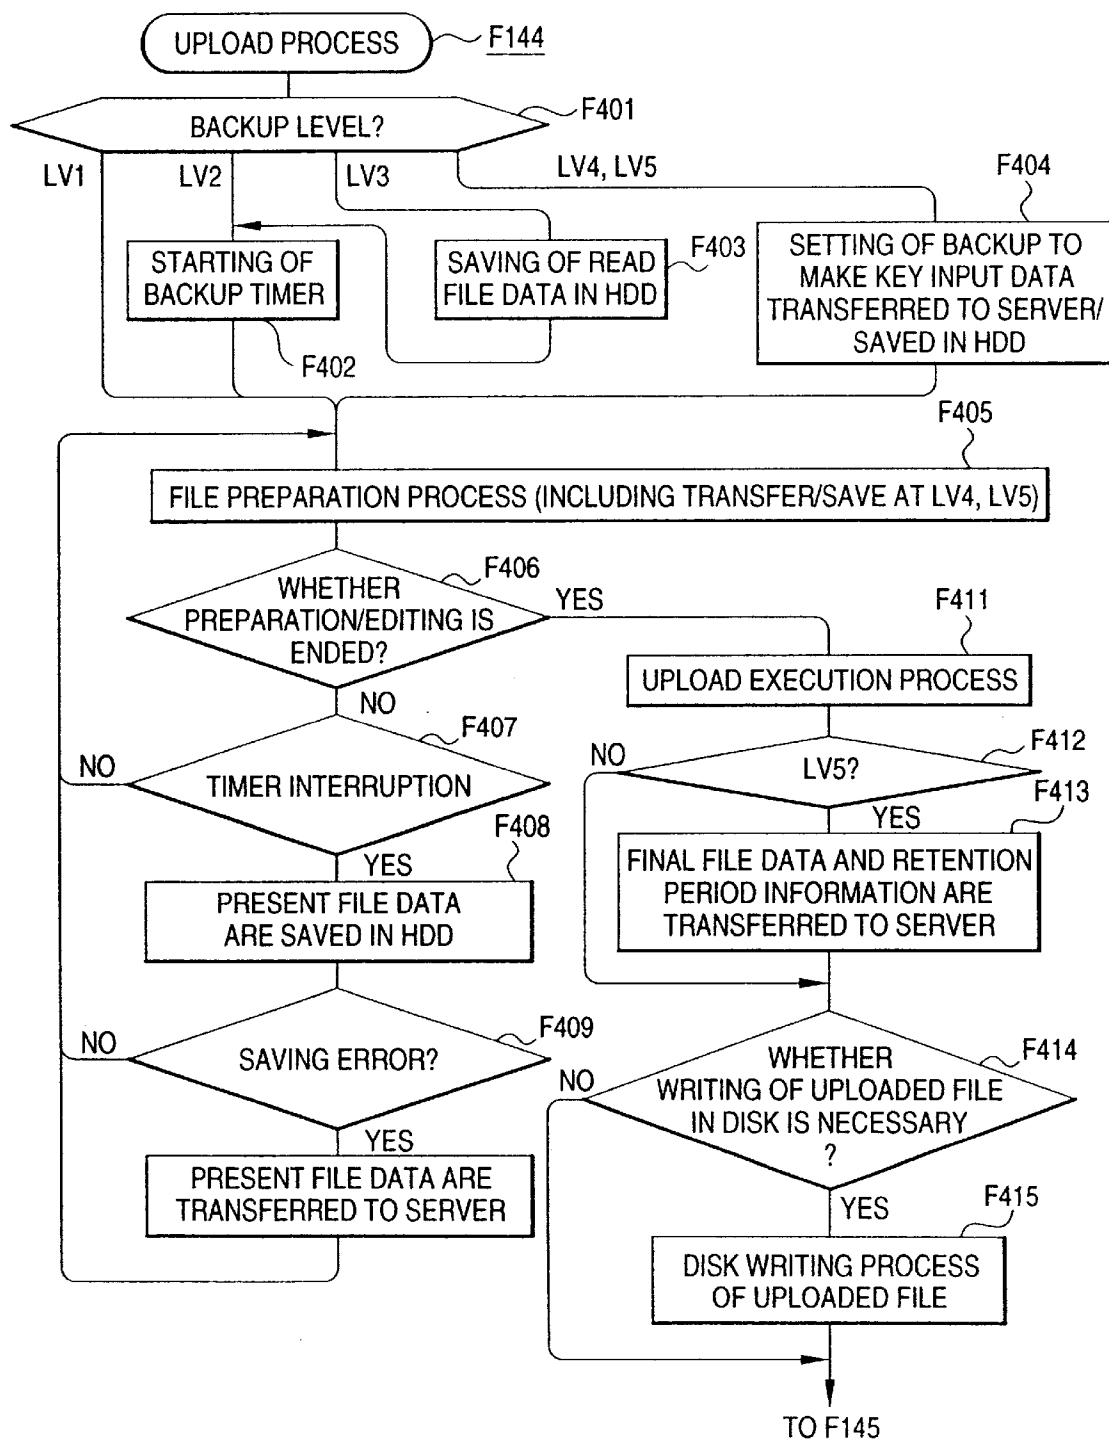 UPLOAD PROCESS
F144
BACKUP LEVEL?
F401
LV1
LV2
LV3
LV4, LV5
F404
STARTING OF
BACKUP TIMER
F402
SAVING OF READ
FILE DATA IN HDD
F403
SETTING OF BACKUP TO
MAKE KEY INPUT DATA
TRANSFERRED TO SERVER/
SAVED IN HDD
F405
FILE PREPARATION PROCESS (INCLUDING TRANSFER/SAVE AT LV4, LV5)
F406
WHETHER
PREPARATION/EDITING IS
ENDED?
YES
NO
F407
NO
TIMER INTERRUPTION
YES
F408
PRESENT FILE DATA
ARE SAVED IN HDD
F409
NO
SAVING ERROR?
YES
PRESENT FILE DATA ARE
TRANSFERRED TO SERVER
F411
UPLOAD EXECUTION PROCESS
F412
NO
LV5?
YES
F413
FINAL FILE DATA AND RETENTION
PERIOD INFORMATION ARE
TRANSFERRED TO SERVER
F414
NO
WHETHER
WRITING OF UPLOADED FILE
IN DISK IS NECESSARY
?
YES
F415
DISK WRITING PROCESS
OF UPLOADED FILE
TO F145